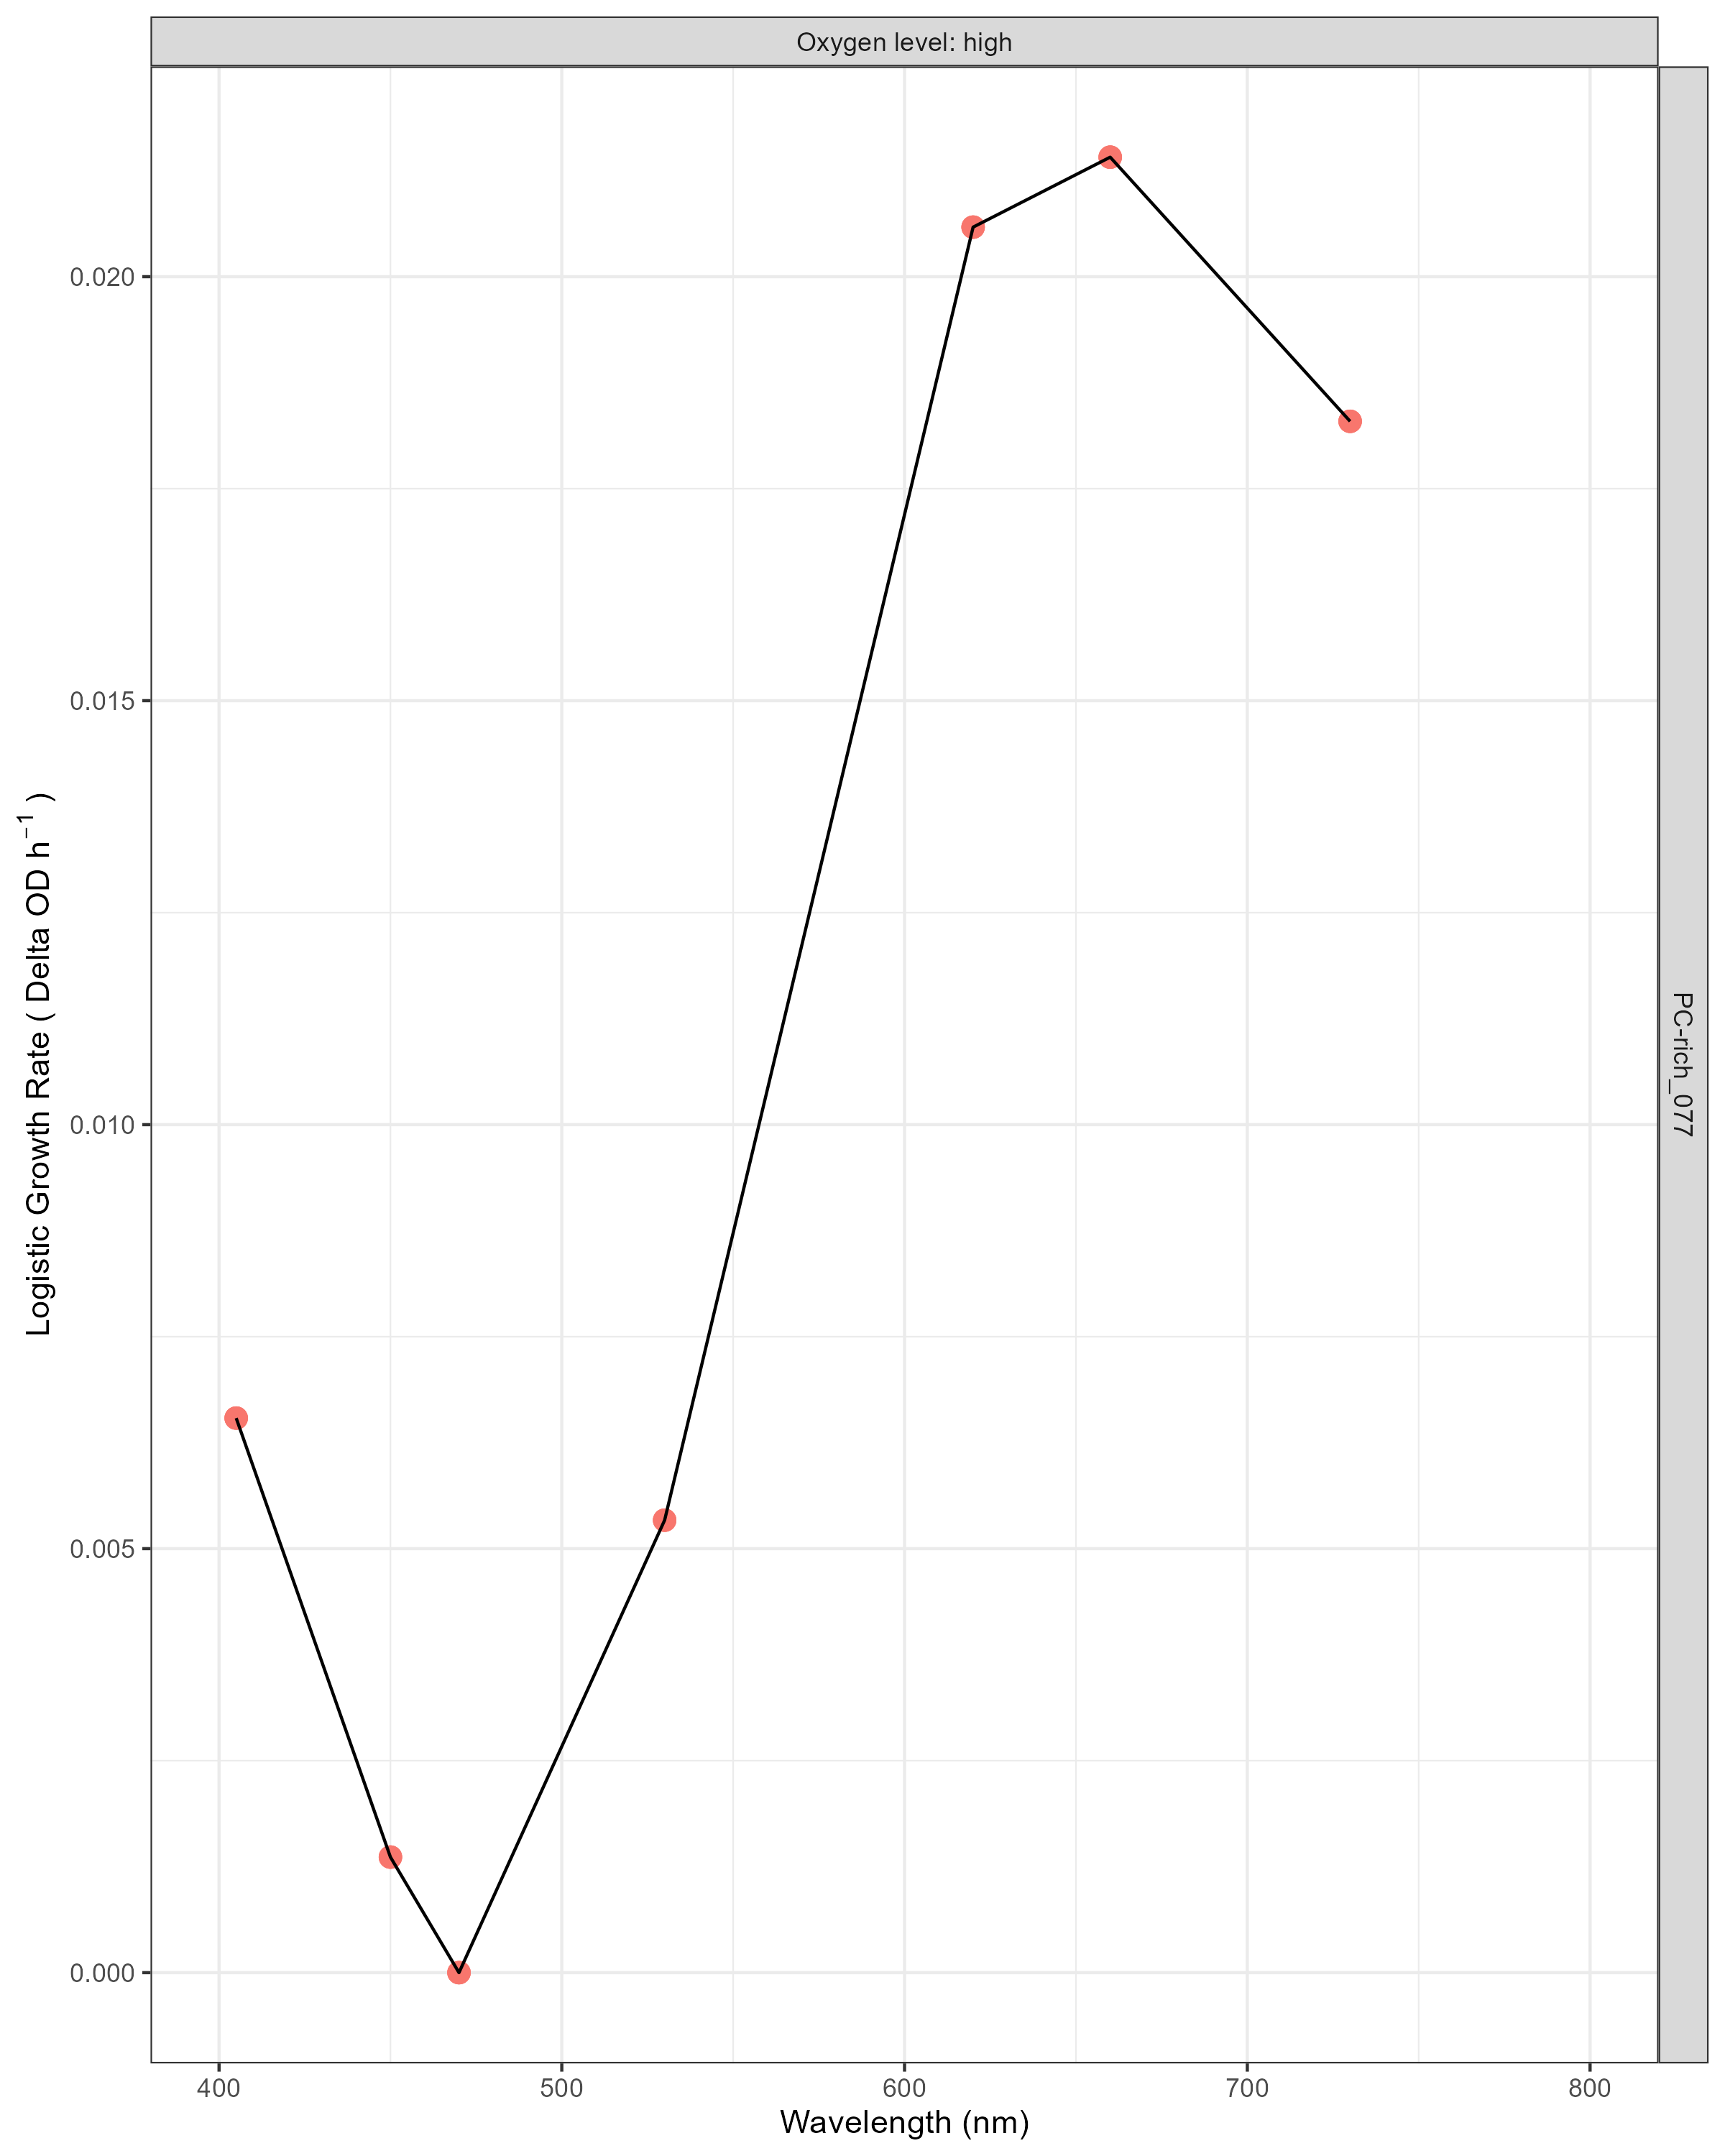 Oxygen level: high
PC-rich_077
Logistic Growth Rate ( Delta OD h⁻¹ )
0.020
0.015
0.010
0.005
0.000
400 500 600 700 800
Wavelength (nm)